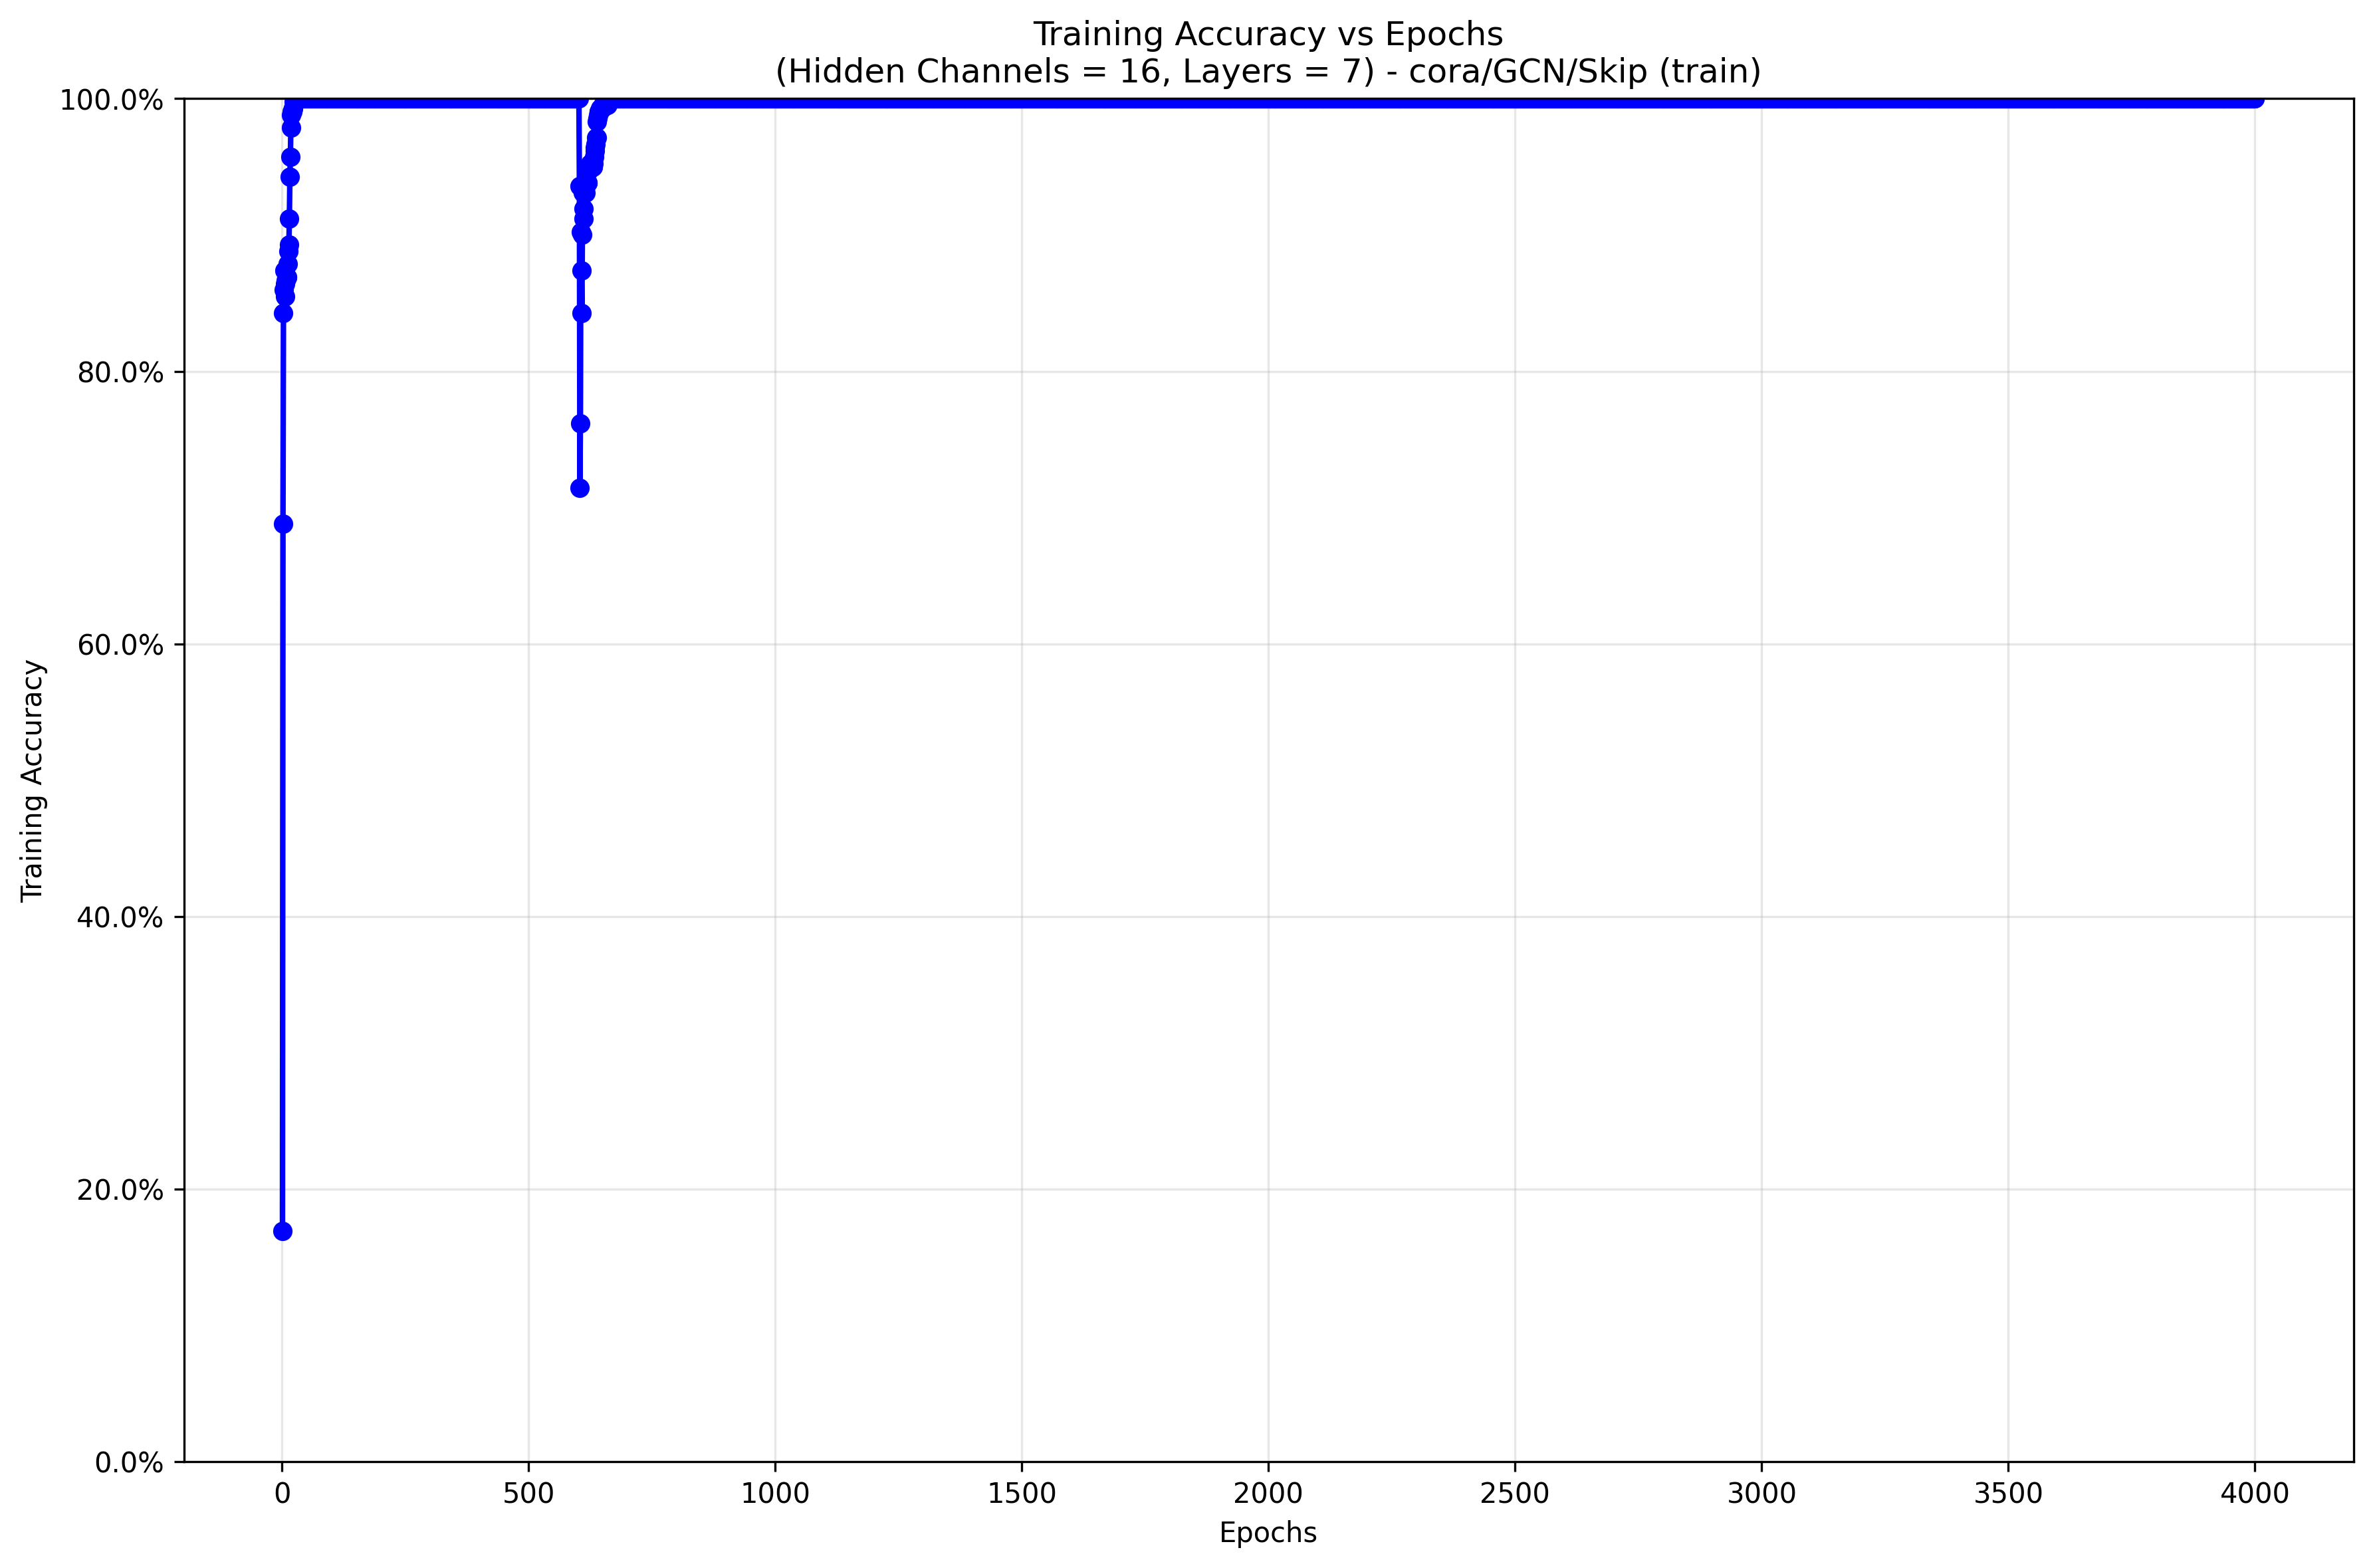 Training Accuracy vs Epochs
(Hidden Channels = 16, Layers = 7) - cora/GCN/Skip (train)
100.0%
80.0%
60.0%
40.0%
20.0%
0.0%
Training Accuracy
0 500 1000 1500 2000 2500 3000 3500 4000
Epochs